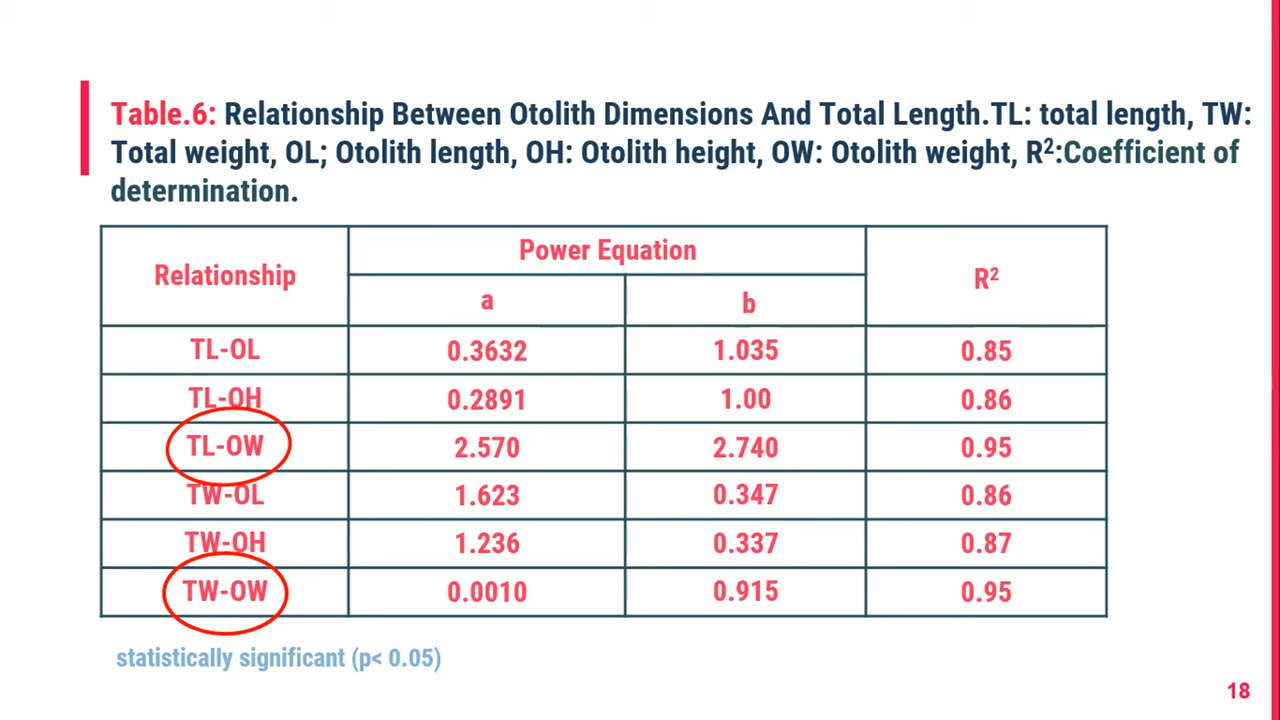 Table.6: Relationship Between Otolith Dimensions And Total Length.TL: total length, TW:
Total weight, OL; Otolith length, OH: Otolith height, OW: Otolith weight, R²:Coefficient of
determination.
Relationship Power Equation R²
a b
TL-OL 0.3632 1.035 0.85
TL-OH 0.2891 1.00 0.86
TL-OW 2.570 2.740 0.95
TW-OL 1.623 0.347 0.86
TW-OH 1.236 0.337 0.87
TW-OW 0.0010 0.915 0.95
statistically significant (p< 0.05)
18